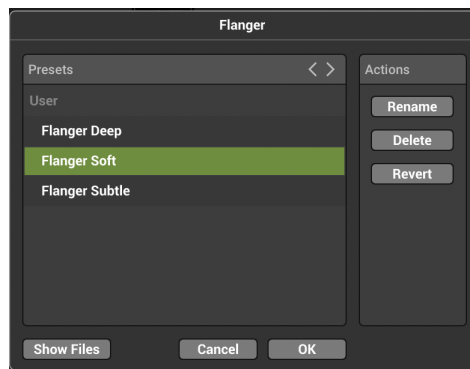 Flanger
Presets
User
Flanger Deep
Flanger Soft
Flanger Subtle
Actions
Rename
Delete
Revert
Show Files
Cancel
OK